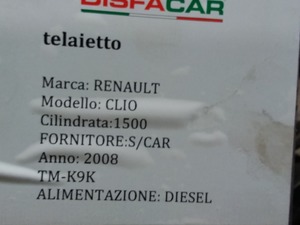 DISFACAR
telaietto
Marca: RENAULT
Modello: CLIO
Cilindrata:1500
FORNITORE:S/CAR
Anno: 2008
TM-K9K
ALIMENTAZIONE: DIESEL